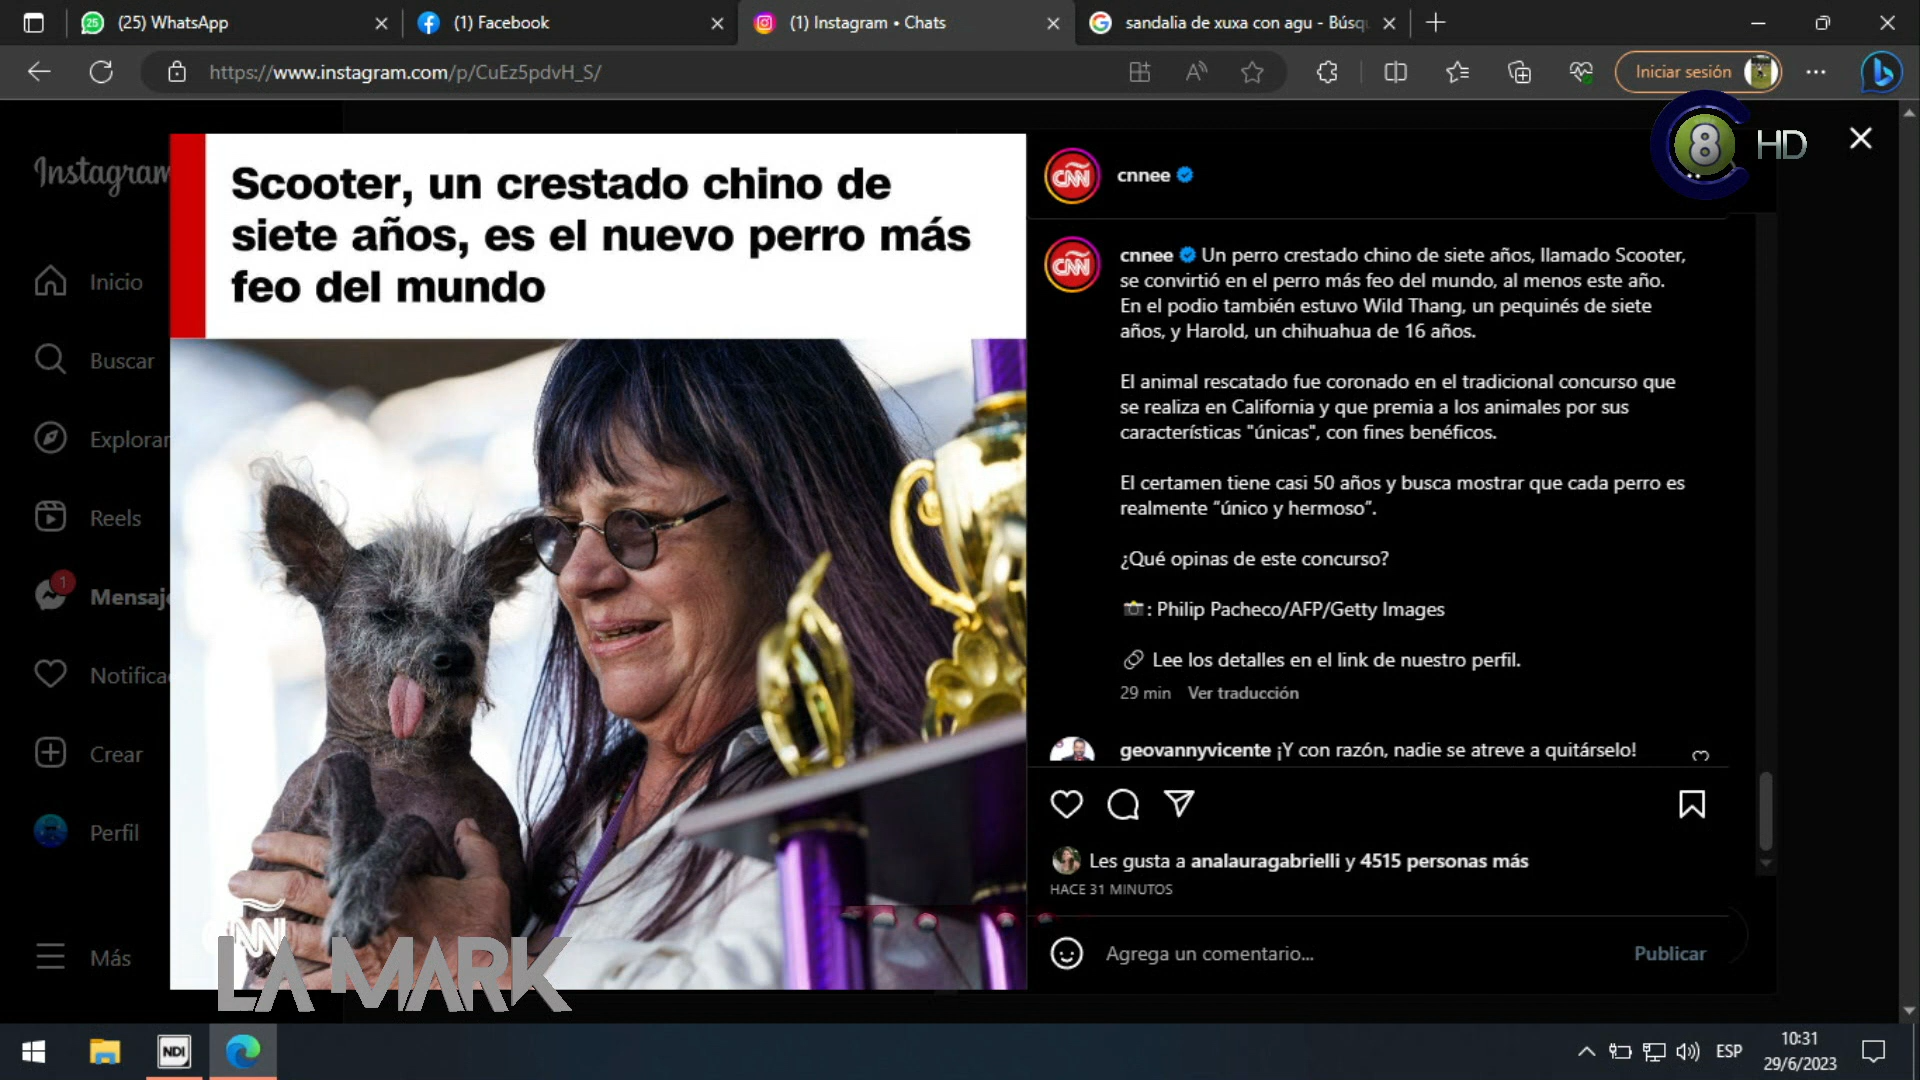 25
(25) WhatsApp
(1) Facebook
(1) Instagram • Chats
sandalia de xuxa con agu - Búsq
https://www.instagram.com/p/CuEz5pdvH_S/
Iniciar sesión
8 HD
Instagram
Inicio
Buscar
Explorar
Reels
1
Mensaje
Notifica
Crear
Perfil
Más
Scooter, un crestado chino de
siete años, es el nuevo perro más
feo del mundo
CNN
LA MARK
CNN
cnnee
CNN
cnnee Un perro crestado chino de siete años, llamado Scooter,
se convirtió en el perro más feo del mundo, al menos este año.
En el podio también estuvo Wild Thang, un pequinés de siete
años, y Harold, un chihuahua de 16 años.
El animal rescatado fue coronado en el tradicional concurso que
se realiza en California y que premia a los animales por sus
características "únicas", con fines benéficos.
El certamen tiene casi 50 años y busca mostrar que cada perro es
realmente “único y hermoso”.
¿Qué opinas de este concurso?
📸: Philip Pacheco/AFP/Getty Images
🔗 Lee los detalles en el link de nuestro perfil.
29 min Ver traducción
geovannyvicente ¡Y con razón, nadie se atreve a quitárselo!
Les gusta a analauragabrielli y 4515 personas más
HACE 31 MINUTOS
Agrega un comentario...
Publicar
NDI
ESP
10:31
29/6/2023